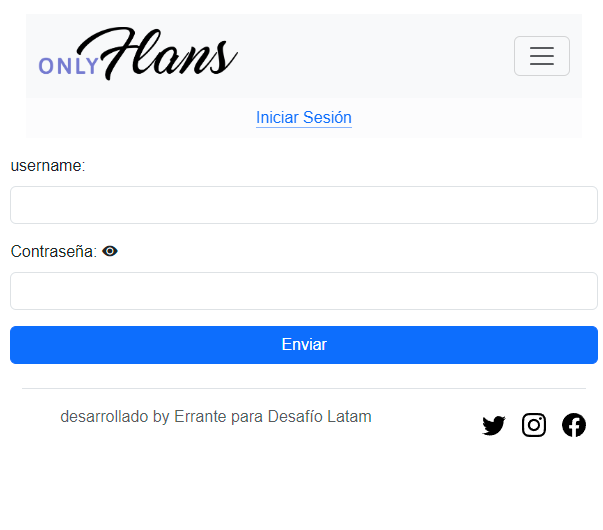 ONLY Flans
Iniciar Sesión
username:
Contraseña:
Enviar
desarrollado by Errante para Desafío Latam